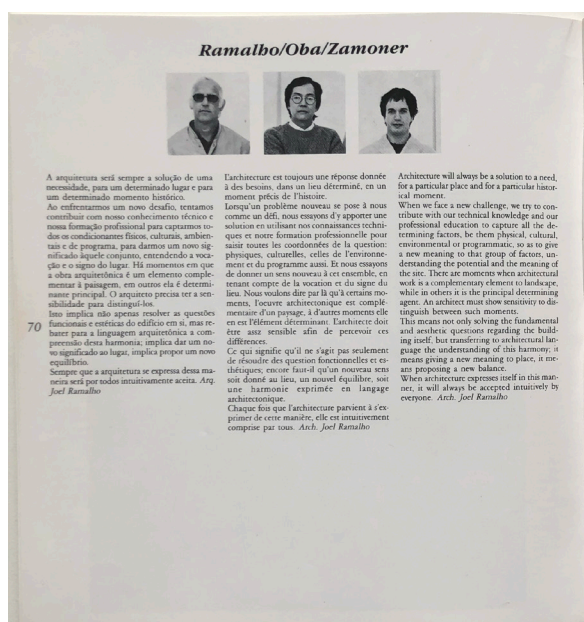 Ramalho/Oba/Zamoner
A arquitetura será sempre a solução de uma
necessidade, para um determinado lugar e para
um determinado momento histórico.
Ao enfrentarmos um novo desafio, tentamos
contribuir com nosso conhecimento técnico e
nossa formação profissional para captarmos to-
dos os condicionantes físicos, culturais, ambien-
tais e de programa, para darmos um novo sig-
nificado àquele conjunto, entendendo a voca-
ção e o signo do lugar. Há momentos em que
a obra arquitetônica é um elemento comple-
mentar à paisagem, em outros ela é determi-
nante principal. O arquiteto precisa ter a sen-
sibilidade para distinguí-los.
Isto implica não apenas resolver as questões
funcionais e estéticas do edifício em si, mas re-
bater para a linguagem arquitetônica a com-
preensão desta harmonia; implica dar um no-
vo significado ao lugar, implica propor um novo
equilíbrio.
Sempre que a arquitetura se expressa dessa ma-
neira será por todos intuitivamente aceita. Arq.
Joel Ramalho
70
L'architecture est toujours une réponse donnée
à des besoins, dans un lieu déterminé, en un
moment précis de l'histoire.
Lorsqu'un problème nouveau se pose à nous
comme un défi, nous essayons d'y apporter une
solution en utilisant nos connaissances techni-
ques et notre formation professionnelle pour
saisir toutes les coordonnées de la question:
physiques, culturelles, celles de l'environne-
ment et du programme aussi. Et nous essayons
de donner un sens nouveau à cet ensemble, en
tenant compte de la vocation et du signe du
lieu. Nous voulons dire par là qu'à certains mo-
ments, l'oeuvre architectonique est complé-
mentaire d'un paysage, à d'autres moments elle
en est l'élément déterminant. L'architecte doit
être assz sensible afin de percevoir ces
différences.
Ce qui signifie qu'il ne s'agit pas seulement
de résoudre des question fonctionnelles et es-
thétiques; encore faut-il qu'un nouveau sens
soit donné au lieu, un nouvel équilibre, soit
une harmonie exprimée en langage
architectonique.
Chaque fois que l'architecture parvient à s'ex-
primer de cette manière, elle est intuitivement
comprise par tous. Arch. Joel Ramalho
Architecture will always be a solution to a need,
for a particular place and for a particular histor-
ical moment.
When we face a new challenge, we try to con-
tribute with our technical knowledge and our
professional education to capture all the de-
termining factors, be them physical, cultural,
environmental or programmatic, so as to give
a new meaning to that group of factors, un-
derstanding the potential and the meaning of
the site. There are moments when architectural
work is a complementary element to landscape,
while in others it is the principal determining
agent. An architect must show sensitivity to dis-
tinguish between such moments.
This means not only solving the fundamental
and aesthetic questions regarding the build-
ing itself, but transferring to architectural lan-
guage the understanding of this harmony; it
means giving a new meaning to place, it me-
ans proposing a new balance.
When architecture expresses itself in this man-
ner, it will always be accepted intuitively by
everyone. Arch. Joel Ramalho